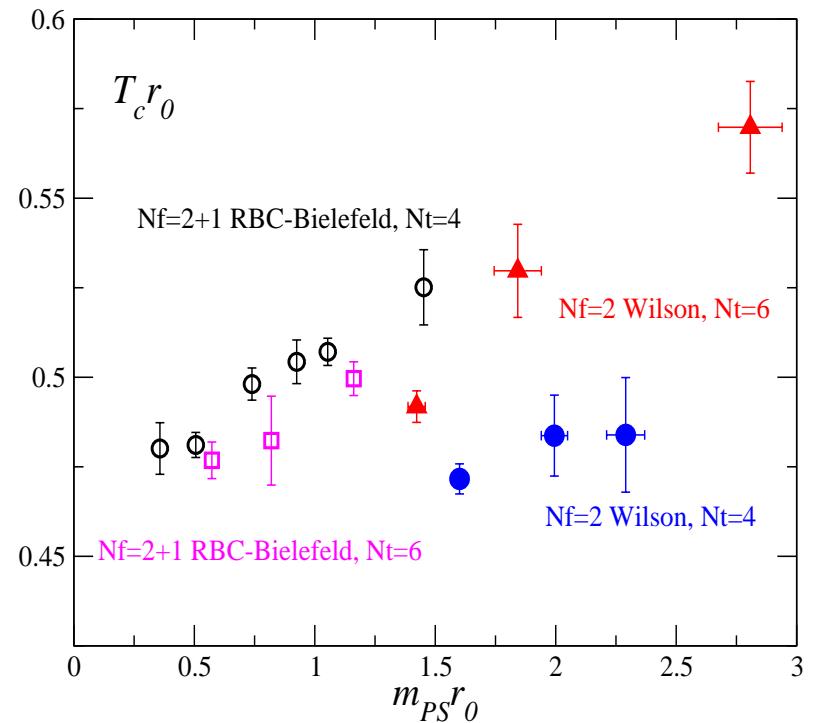 0.6
T_c r_0
0.55
Nf=2+1 RBC-Bielefeld, Nt=4
Nf=2 Wilson, Nt=6
0.5
Nf=2 Wilson, Nt=4
Nf=2+1 RBC-Bielefeld, Nt=6
0.45
0 0.5 1 1.5 2 2.5 3
m_PS r_0